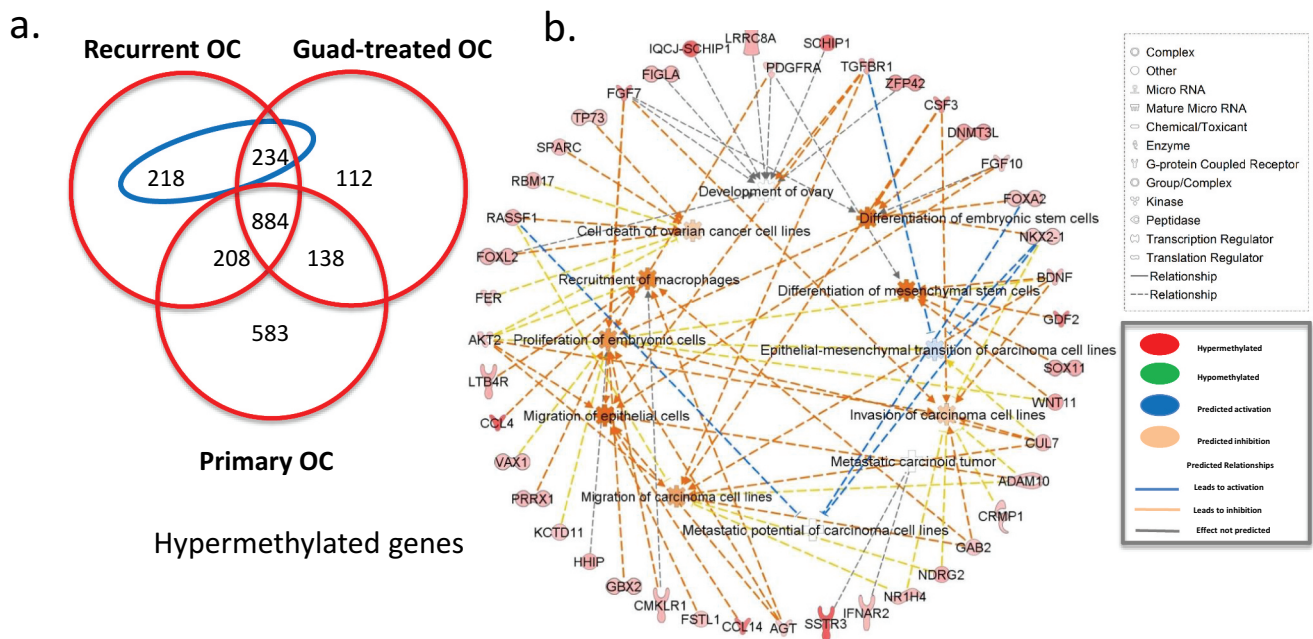 a.
Recurrent OC
Guad-treated OC
234
218
112
884
208
138
583
Primary OC
Hypermethylated genes
b.
LRRC8A
IQCJ-SCHIP1
SCHIP1
FIGLA
PDGFRA
TGFBR1
ZFP42
FGF7
CSF3
TP73
DNMT3L
SPARC
FGF10
RBM17
Development of ovary
FOXA2
RASSF1
Differentiation of embryonic stem cells
Cell death of ovarian cancer cell lines
NKX2-1
FOXL2
Recruitment of macrophages
BDNF
FER
Differentiation of mesenchymal stem cells
GDF2
AKT2
Proliferation of embryonic cells
Epithelial-mesenchymal transition of carcinoma cell lines
SOX11
LTB4R
WNT11
CCL4
Migration of epithelial cells
Invasion of carcinoma cell lines
CUL7
VAX1
Metastatic carcinoid tumor
ADAM10
PRRX1
Migration of carcinoma cell lines
CRMP1
KCTD11
Metastatic potential of carcinoma cell lines
GAB2
HHIP
NDRG2
GBX2
NR1H4
CMKLR1
IFNAR2
FSTL1
CCL14
AGT
SSTR3
Complex
Other
Micro RNA
Mature Micro RNA
Chemical/Toxicant
Enzyme
G-protein Coupled Receptor
Group/Complex
Kinase
Peptidase
Transcription Regulator
Translation Regulator
Relationship
Relationship
Hypermethylated
Hypomethylated
Predicted activation
Predicted inhibition
Predicted Relationships
Leads to activation
Leads to inhibition
Effect not predicted